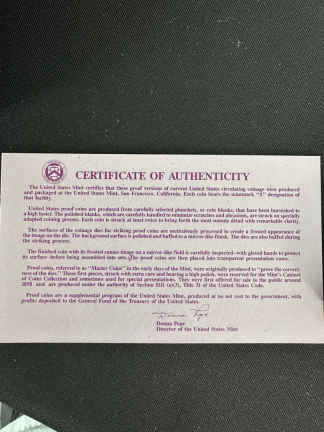 CERTIFICATE OF AUTHENTICITY
The United States Mint certifies that these proof versions of current United States circulating coinage were produced
and packaged at the United States Mint, San Francisco, California. Each coin bears the mintmark "S" designation of
that facility.
United States proof coins are produced from carefully selected planchets, or coin blanks, that have been burnished to
a high luster. The polished blanks, which are carefully handled to minimize scratches and abrasions, are struck on specially
adapted coining presses. Each coin is struck at least twice to bring forth the most minute detail with remarkable clarity.
The surfaces of the coinage dies for striking proof coins are meticulously processed to create a frosted appearance of
the image on the die. The background surface is polished and buffed to a mirror-like finish. The dies are also buffed during
the striking process.
The finished coin with its frosted cameo image on a mirror-like field is carefully inspected with gloved hands to protect
its surface before being assembled into sets. The proof coins are then placed into transparent presentation cases.
Proof coins, referred to as "Master Coins" in the early days of the Mint, were originally produced to "prove the correct-
ness of the dies." These first pieces, struck with extra care and bearing a high polish, were reserved for the Mint's Cabinet
of Coins Collection and sometimes used for special presentations. They were first offered for sale to the public around
1858 and are produced under the authority of Section 5111 (a)(3), Title 31 of the United States Code.
Proof coins are a supplemental program of the United States Mint, produced at no net cost to the government, with
profits deposited to the General Fund of the Treasury of the United States.
Donna Pope
Donna Pope
Director of the United States Mint